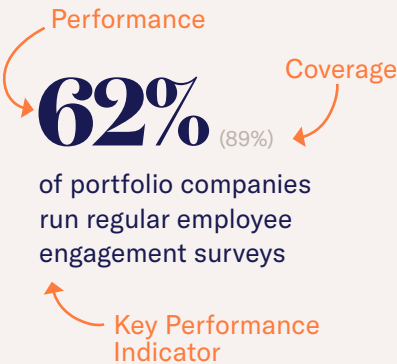 Performance
Coverage
62% (89%)
of portfolio companies
run regular employee
engagement surveys
Key Performance
Indicator